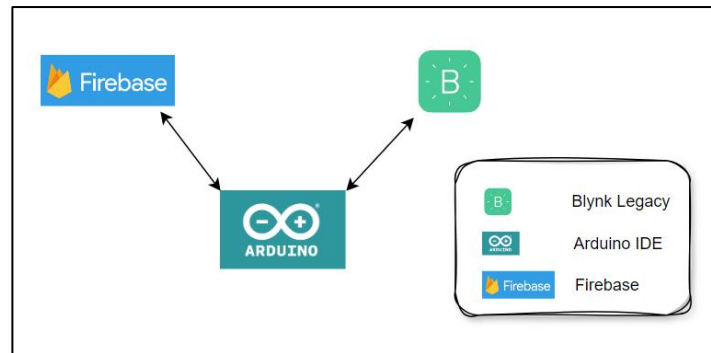 Firebase
B
ARDUINO
B
Blynk Legacy
ARDUINO
Arduino IDE
Firebase
Firebase